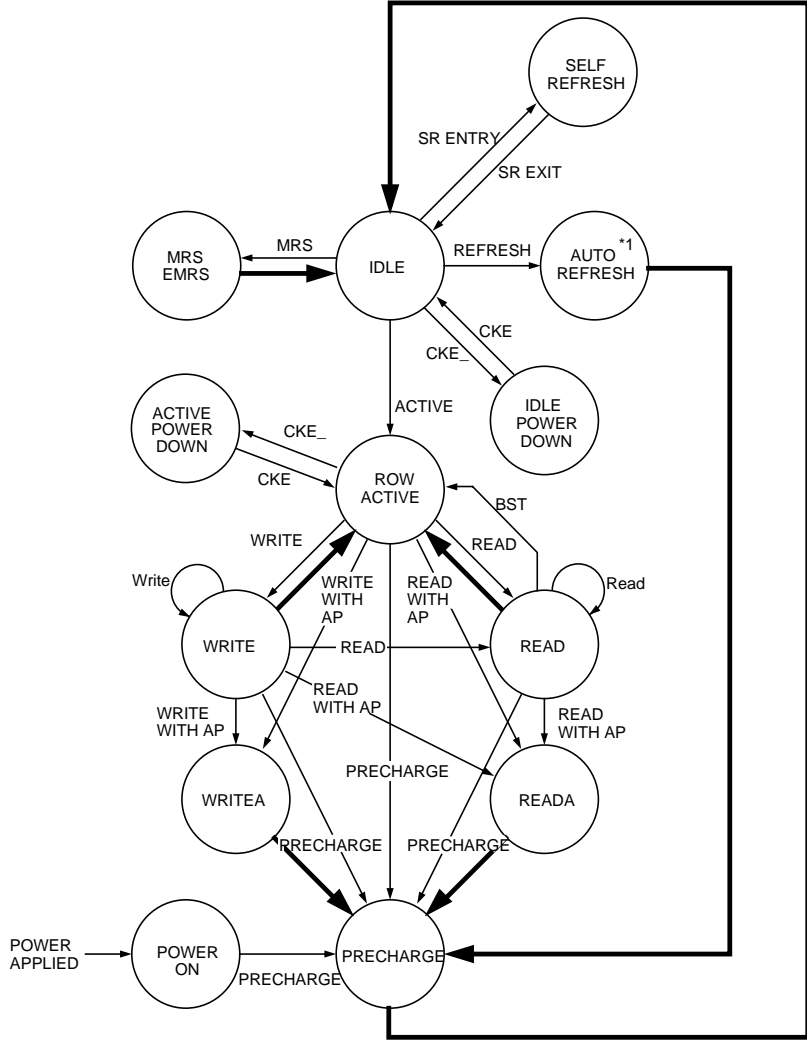 SELF
REFRESH
SR ENTRY
SR EXIT
MRS
EMRS
MRS
IDLE
REFRESH
AUTO *1
REFRESH
CKE
CKE_
IDLE
POWER
DOWN
ACTIVE
ACTIVE
POWER
DOWN
CKE_
CKE
ROW
ACTIVE
BST
WRITE
READ
Write
WRITE
WITH
AP
READ
WITH
AP
Read
WRITE
READ
READ
READ
WITH AP
WRITE
WITH AP
READ
WITH AP
PRECHARGE
WRITEA
READA
PRECHARGE
PRECHARGE
POWER
APPLIED
POWER
ON
PRECHARGE
PRECHARGE